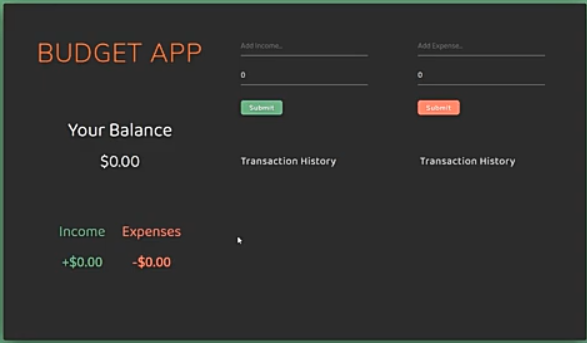 BUDGET APP
Your Balance
$0.00
Income
Expenses
+$0.00
-$0.00
Add Income..
0
Submit
Transaction History
Add Expense..
0
Submit
Transaction History